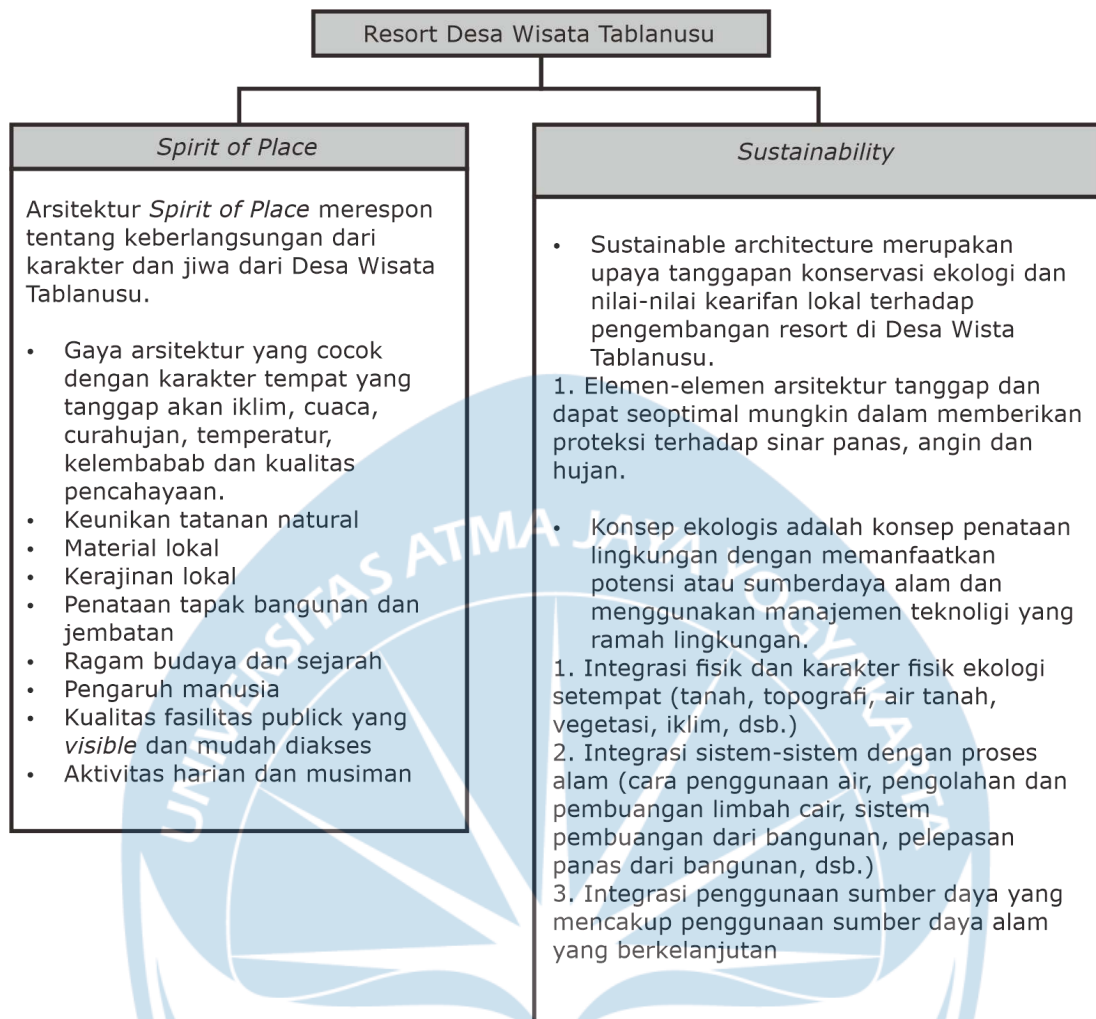 Resort Desa Wisata Tablanusu
Spirit of Place
Arsitektur Spirit of Place merespon
tentang keberlangsungan dari
karakter dan jiwa dari Desa Wisata
Tablanusu.
• Gaya arsitektur yang cocok
dengan karakter tempat yang
tanggap akan iklim, cuaca,
curahujan, temperatur,
kelembabab dan kualitas
pencahayaan.
• Keunikan tatanan natural
• Material lokal
• Kerajinan lokal
• Penataan tapak bangunan dan
jembatan
• Ragam budaya dan sejarah
• Pengaruh manusia
• Kualitas fasilitas publick yang
visible dan mudah diakses
• Aktivitas harian dan musiman
Sustainability
• Sustainable architecture merupakan
upaya tanggapan konservasi ekologi dan
nilai-nilai kearifan lokal terhadap
pengembangan resort di Desa Wista
Tablanusu.
1. Elemen-elemen arsitektur tanggap dan
dapat seoptimal mungkin dalam memberikan
proteksi terhadap sinar panas, angin dan
hujan.
• Konsep ekologis adalah konsep penataan
lingkungan dengan memanfaatkan
potensi atau sumberdaya alam dan
menggunakan manajemen teknoligi yang
ramah lingkungan.
1. Integrasi fisik dan karakter fisik ekologi
setempat (tanah, topografi, air tanah,
vegetasi, iklim, dsb.)
2. Integrasi sistem-sistem dengan proses
alam (cara penggunaan air, pengolahan dan
pembuangan limbah cair, sistem
pembuangan dari bangunan, pelepasan
panas dari bangunan, dsb.)
3. Integrasi penggunaan sumber daya yang
mencakup penggunaan sumber daya alam
yang berkelanjutan
UNIVERSITAS ATMA JAYA YOGYAKARTA